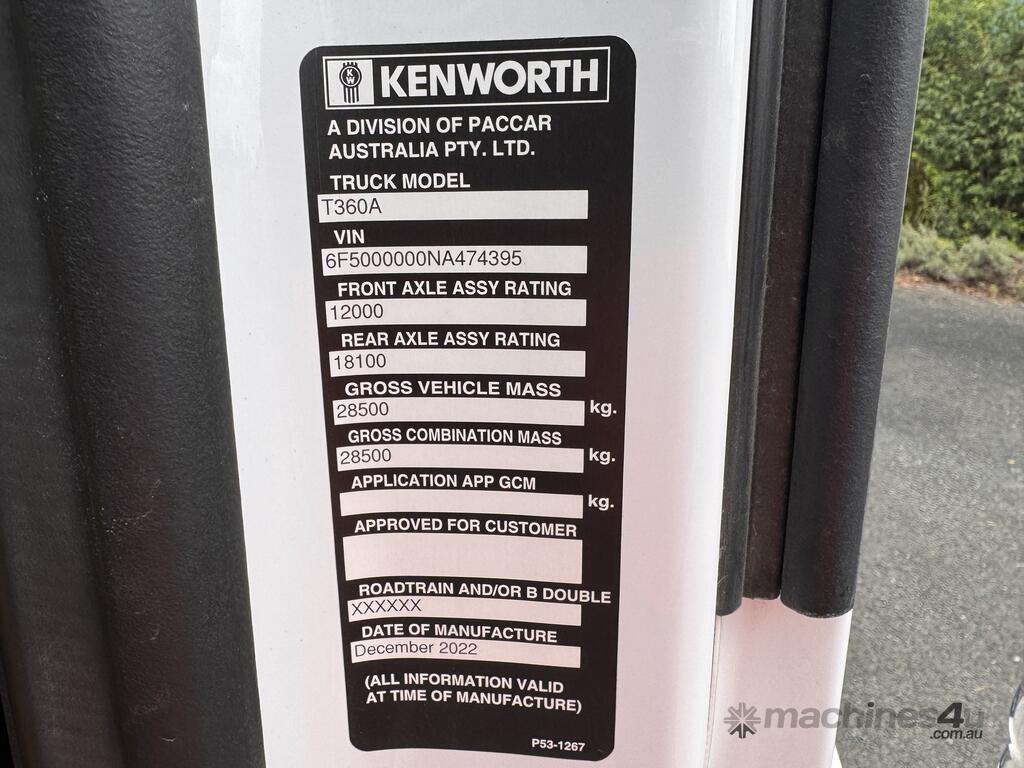 KENWORTH
A DIVISION OF PACCAR
AUSTRALIA PTY. LTD.
TRUCK MODEL
T360A
VIN
6F5000000NA474395
FRONT AXLE ASSY RATING
12000
REAR AXLE ASSY RATING
18100
GROSS VEHICLE MASS
28500 kg.
GROSS COMBINATION MASS
28500 kg.
APPLICATION APP GCM
kg.
APPROVED FOR CUSTOMER
ROADTRAIN AND/OR B DOUBLE
XXXXXX
DATE OF MANUFACTURE
December 2022
(ALL INFORMATION VALID
AT TIME OF MANUFACTURE)
P53-1267
machines4u
.com.au